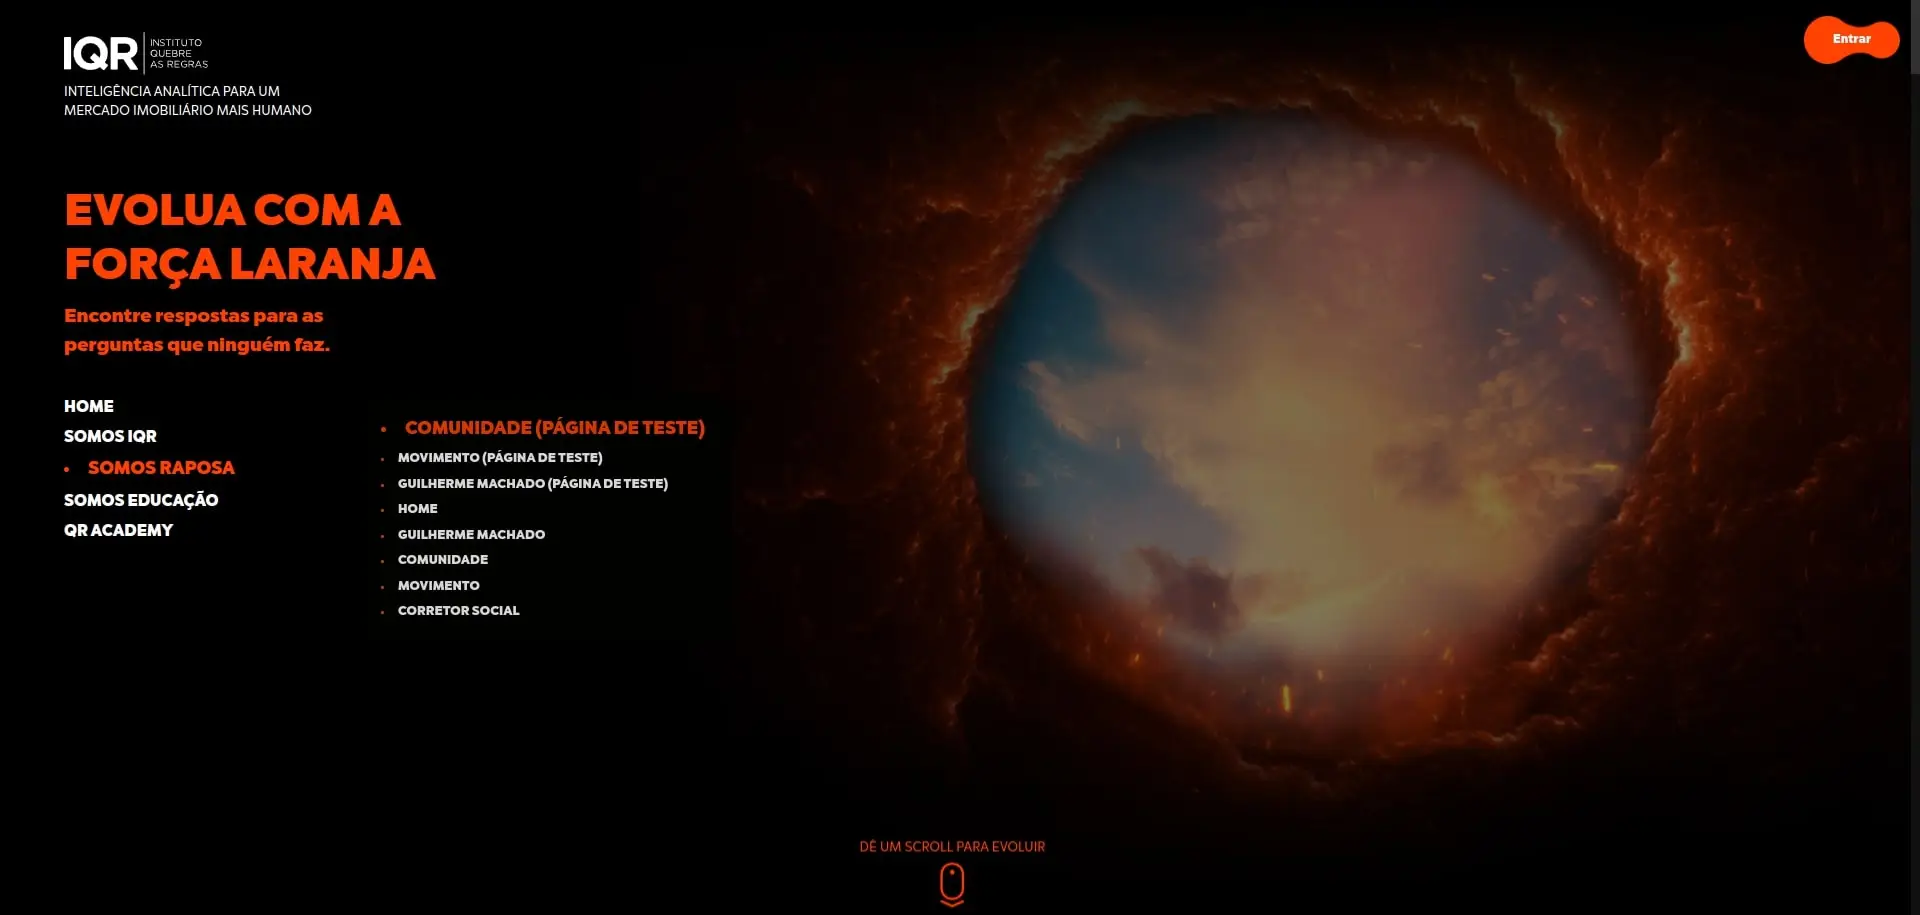 IQR
INSTITUTO
QUEBRE
AS REGRAS
INTELIGÊNCIA ANALÍTICA PARA UM
MERCADO IMOBILIÁRIO MAIS HUMANO
Entrar
EVOLUA COM A
FORÇA LARANJA
Encontre respostas para as
perguntas que ninguém faz.
HOME
SOMOS IQR
• SOMOS RAPOSA
SOMOS EDUCAÇÃO
QR ACADEMY
• COMUNIDADE (PÁGINA DE TESTE)
• MOVIMENTO (PÁGINA DE TESTE)
• GUILHERME MACHADO (PÁGINA DE TESTE)
• HOME
• GUILHERME MACHADO
• COMUNIDADE
• MOVIMENTO
• CORRETOR SOCIAL
DÊ UM SCROLL PARA EVOLUIR